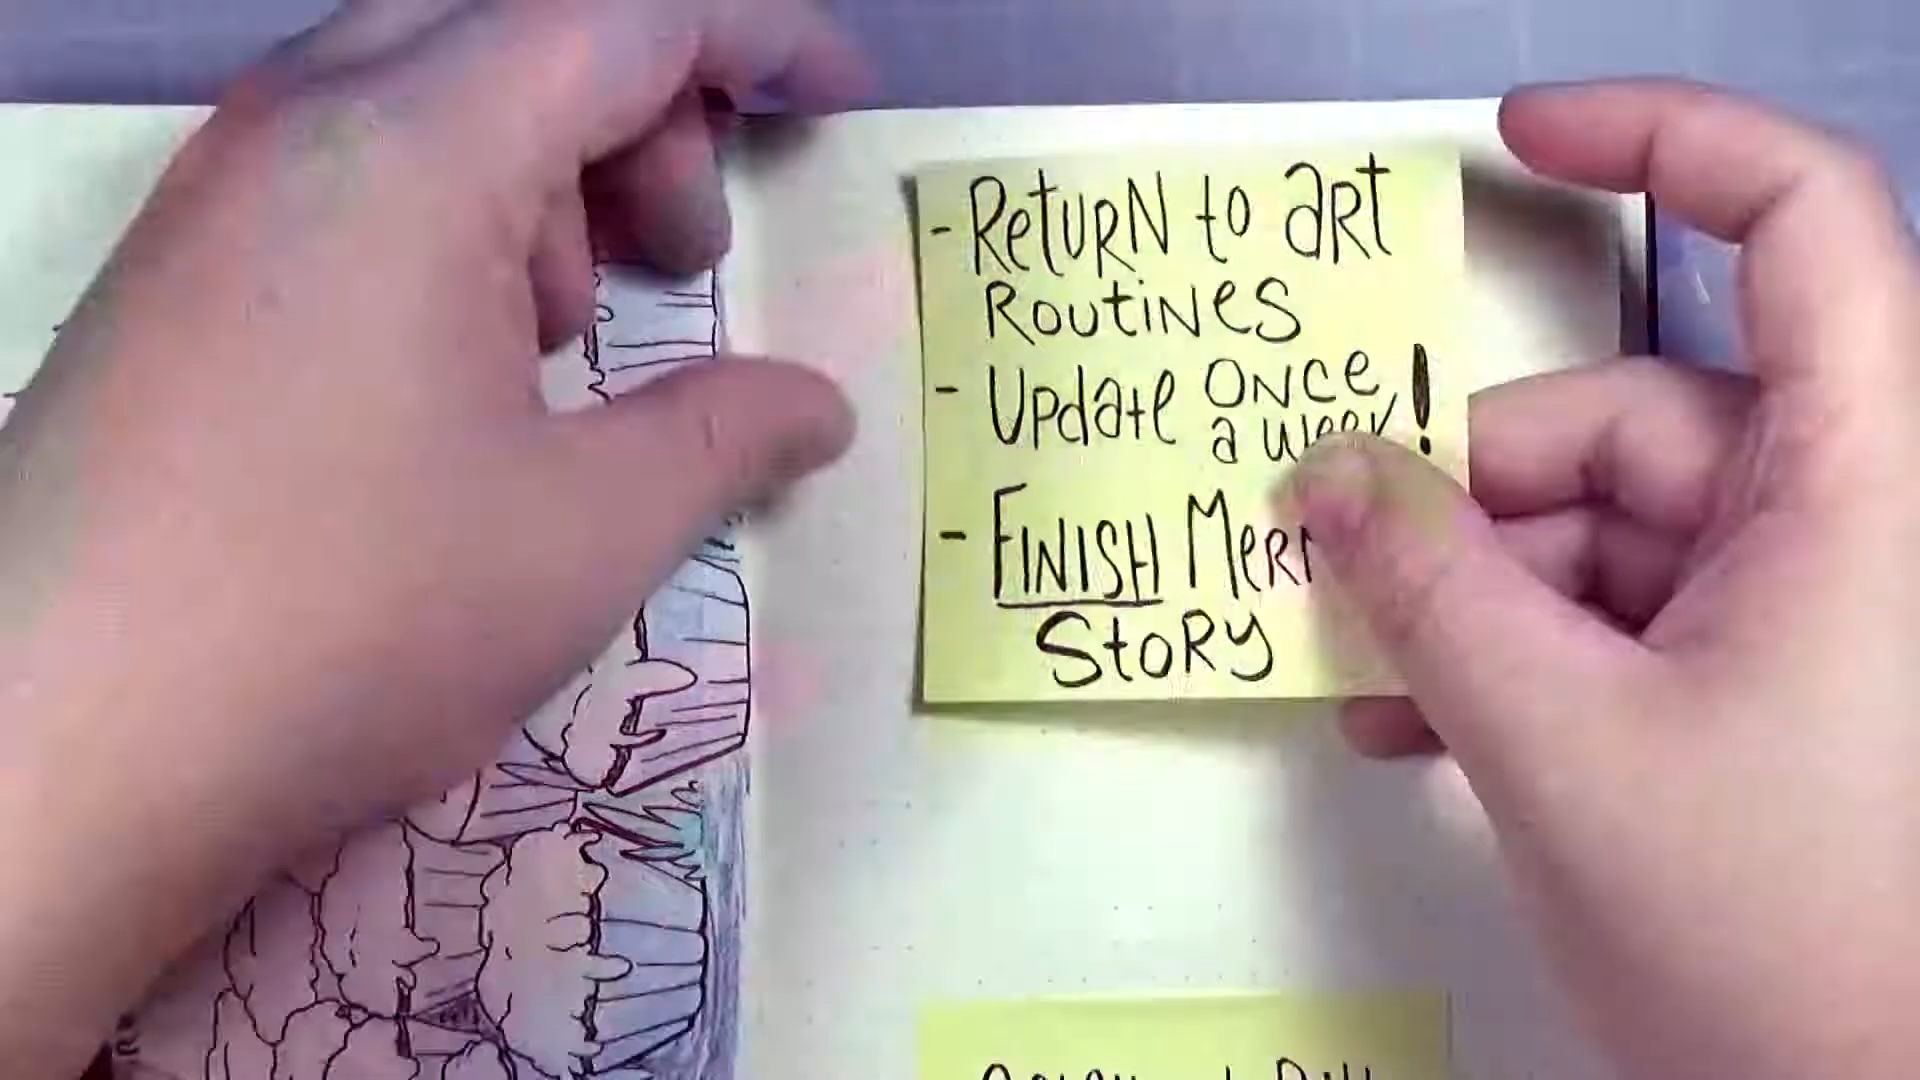 - Return to art
Routines
- Update once
a week!
- Finish
Story